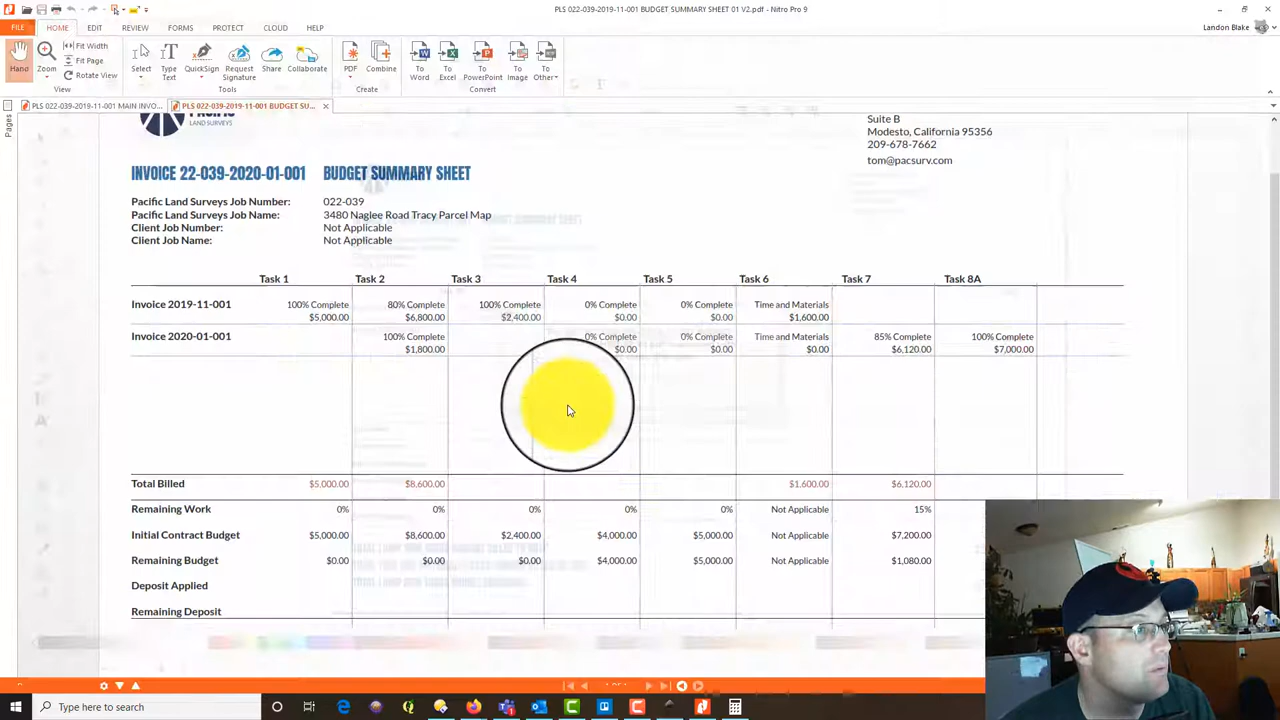 PLS 022-039-2019-11-001 BUDGET SUMMARY SHEET 01 V2.pdf - Nitro Pro 9
FILE HOME EDIT REVIEW FORMS PROTECT CLOUD HELP Landon Blake
Hand Zoom Fit Width Fit Page Rotate View
View
Select Type Text QuickSign Request Signature Share Collaborate
Tools
PDF Combine
Create
To Word To Excel To PowerPoint To Image To Other
Convert
Pages
PLS 022-039-2019-11-001 MAIN INVO... PLS 022-039-2019-11-001 BUDGET SU...
LAND SURVEYS
Suite B
Modesto, California 95356
209-678-7662
tom@pacsurv.com
INVOICE 22-039-2020-01-001 BUDGET SUMMARY SHEET
Pacific Land Surveys Job Number: 022-039
Pacific Land Surveys Job Name: 3480 Naglee Road Tracy Parcel Map
Client Job Number: Not Applicable
Client Job Name: Not Applicable
Task 1 Task 2 Task 3 Task 4 Task 5 Task 6 Task 7 Task 8A
Invoice 2019-11-001 100% Complete 80% Complete 100% Complete 0% Complete 0% Complete Time and Materials
$5,000.00 $6,800.00 $2,400.00 $0.00 $0.00 $1,600.00
Invoice 2020-01-001 100% Complete 0% Complete 0% Complete Time and Materials 85% Complete 100% Complete
$1,800.00 $0.00 $0.00 $0.00 $6,120.00 $7,000.00
Total Billed $5,000.00 $8,600.00 $1,600.00 $6,120.00
Remaining Work 0% 0% 0% 0% 0% Not Applicable 15%
Initial Contract Budget $5,000.00 $8,600.00 $2,400.00 $4,000.00 $5,000.00 Not Applicable $7,200.00
Remaining Budget $0.00 $0.00 $0.00 $4,000.00 $5,000.00 Not Applicable $1,080.00
Deposit Applied
Remaining Deposit
Type here to search